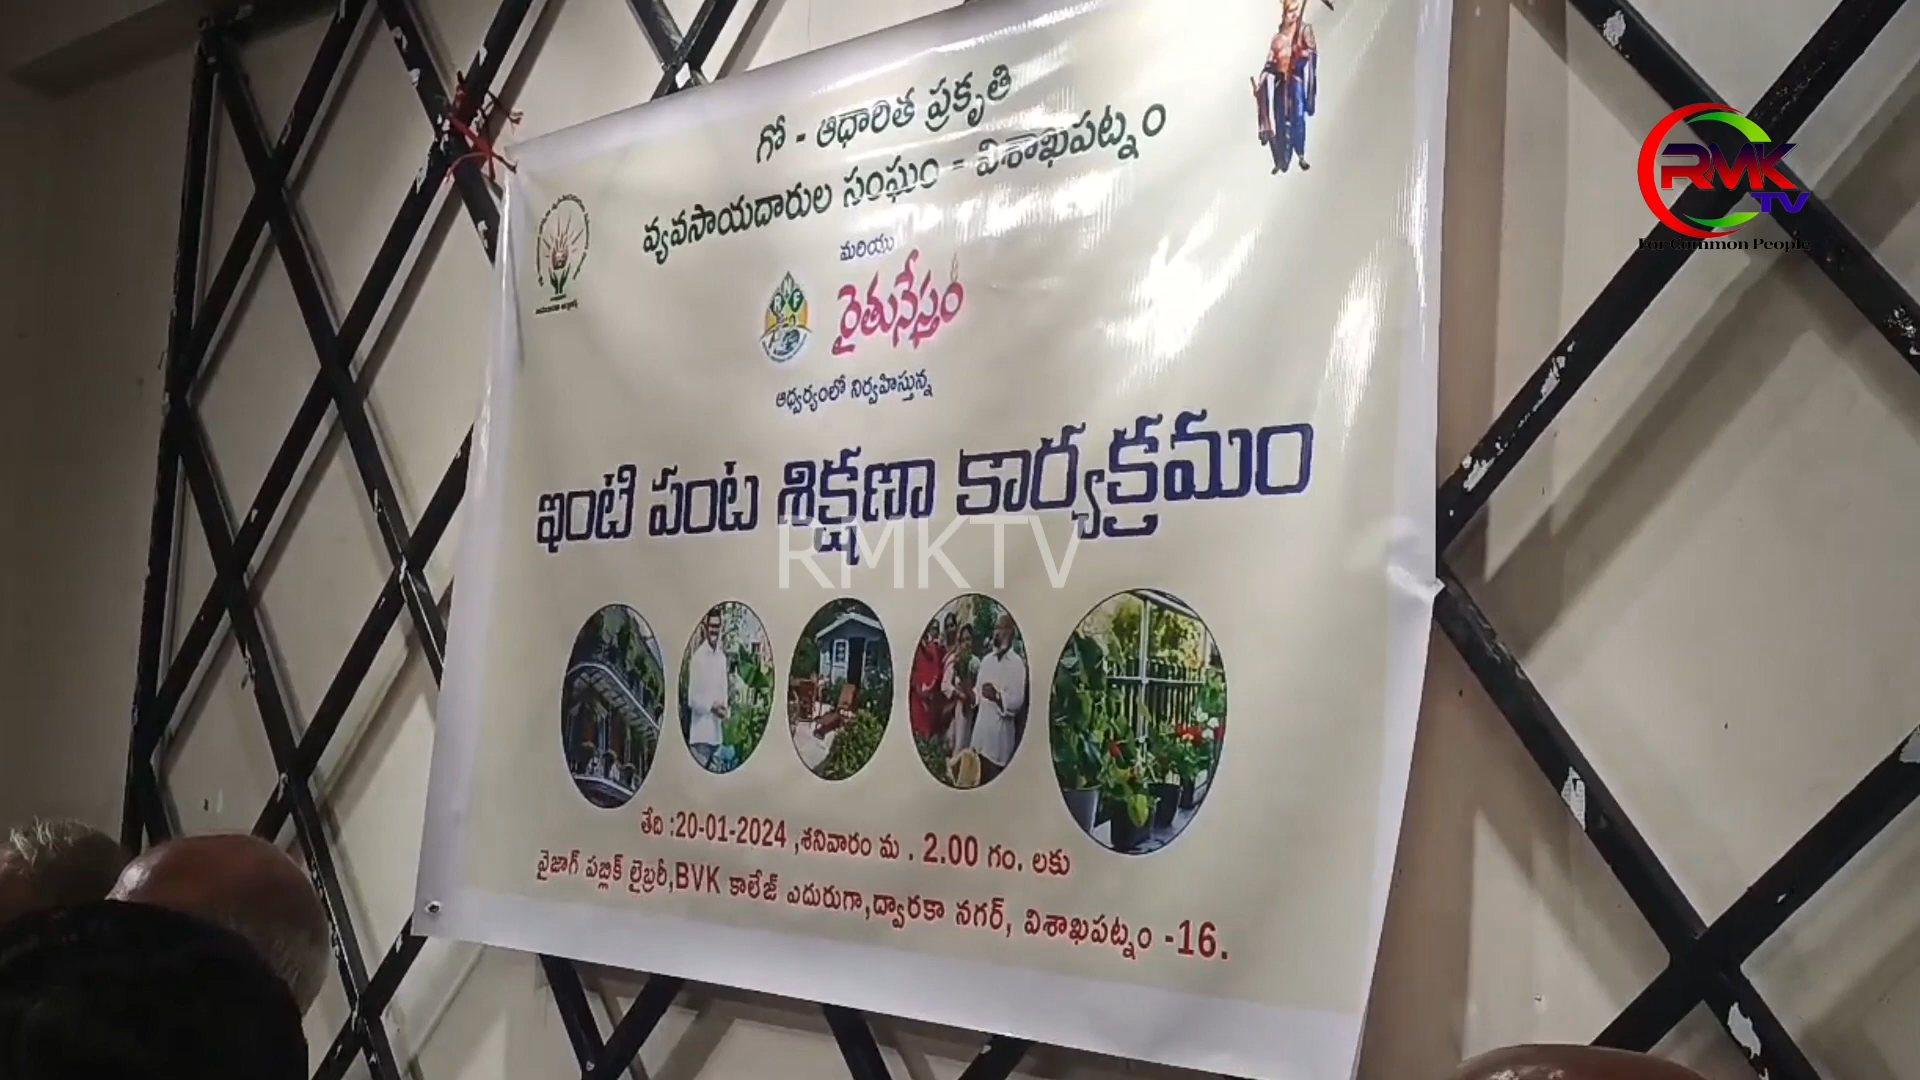 గో - ఆధారిత ప్రకృతి
వ్యవసాయదారుల సంఘం - విశాఖపట్నం
మరియు
RNF
రైతునేస్తం
ఆధ్వర్యంలో నిర్వహిస్తున్న
ఇంటి పంట శిక్షణా కార్యక్రమం
తేది :20-01-2024 ,శనివారం మ . 2.00 గం. లకు
వైజాగ్ పబ్లిక్ లైబ్రరీ,BVK కాలేజ్ ఎదురుగా,ద్వారకా నగర్, విశాఖపట్నం -16.
RMKTV
RMK
TV
For Common People